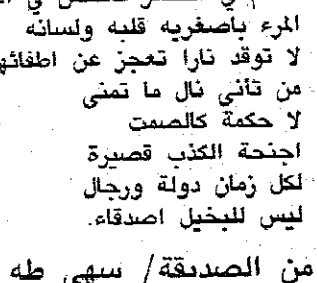 المرء باصغريه قلبه ولسانه
لا توقد نارا تعجز عن اطفائها
من تأنى نال ما تمنى
لا حكمة كالصمت
اجنحة الكذب قصيرة
لكل زمان دولة ورجال
ليس للبخيل اصدقاء.
من الصديقة/ سهى طه